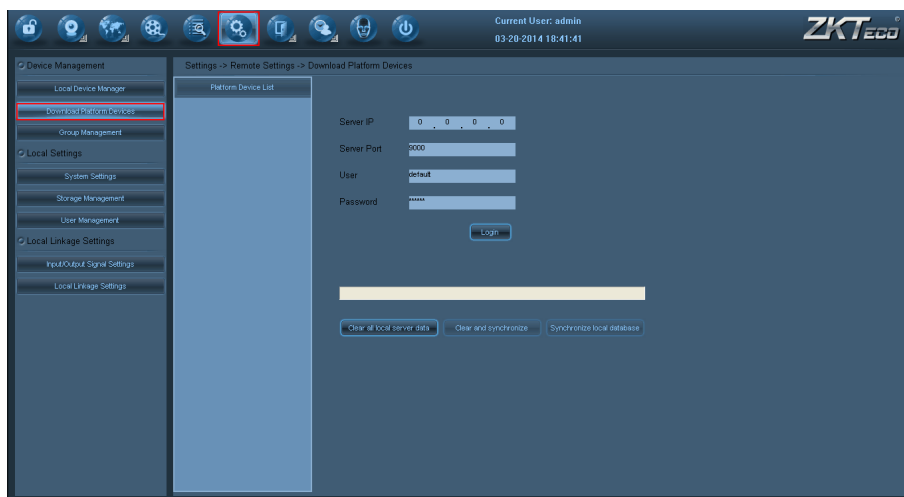 Current User: admin
03-20-2014 18:41:41
ZKTeco
Device Management
Local Device Manager
Download Platform Devices
Group Management
Local Settings
System Settings
Storage Management
User Management
Local Linkage Settings
Input/Output Signal Settings
Local Linkage Settings
Settings -> Remote Settings -> Download Platform Devices
Platform Device List
Server IP 0 . 0 . 0 . 0
Server Port 9000
User default
Password ******
Login
Clear all local server data Clear and synchronize Synchronize local database